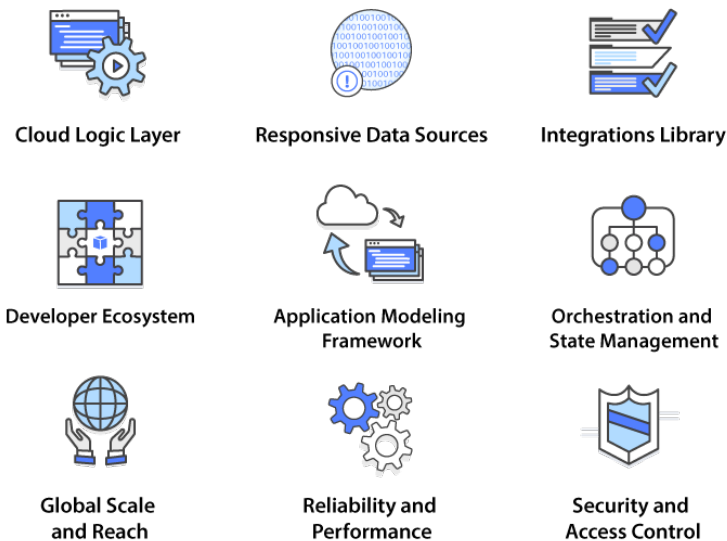 Cloud Logic Layer
Responsive Data Sources
Integrations Library
Developer Ecosystem
Application Modeling
Framework
Orchestration and
State Management
Global Scale
and Reach
Reliability and
Performance
Security and
Access Control